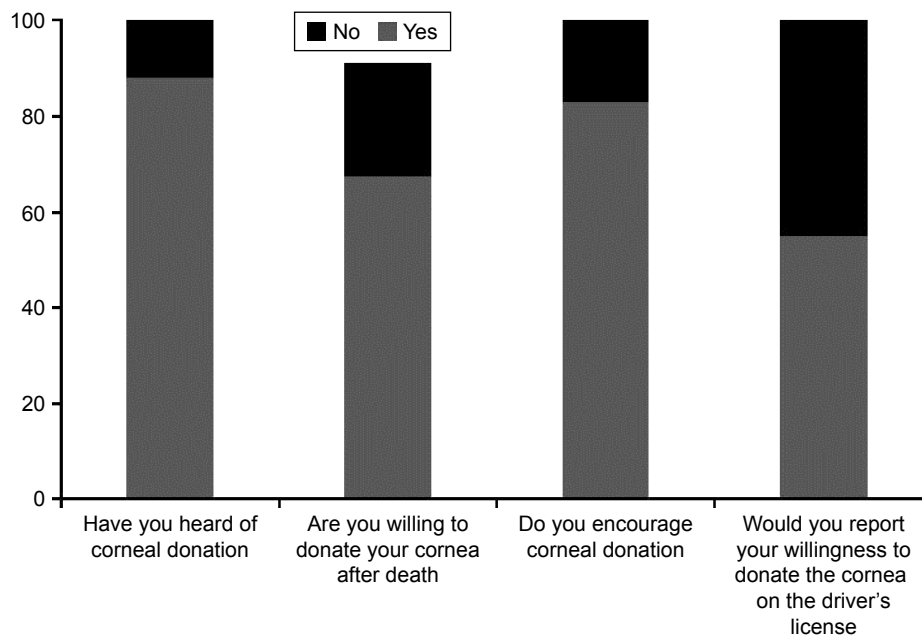 100
80
60
40
20
0
No Yes
Have you heard of
corneal donation
Are you willing to
donate your cornea
after death
Do you encourage
corneal donation
Would you report
your willingness to
donate the cornea
on the driver's
license